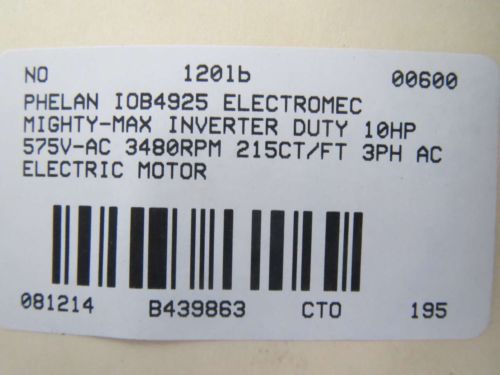 NO 1201b 00600
PHELAN IOB4925 ELECTROMEC
MIGHTY-MAX INVERTER DUTY 10HP
575V-AC 3480RPM 215CT/FT 3PH AC
ELECTRIC MOTOR
081214 B439863 CTO 195